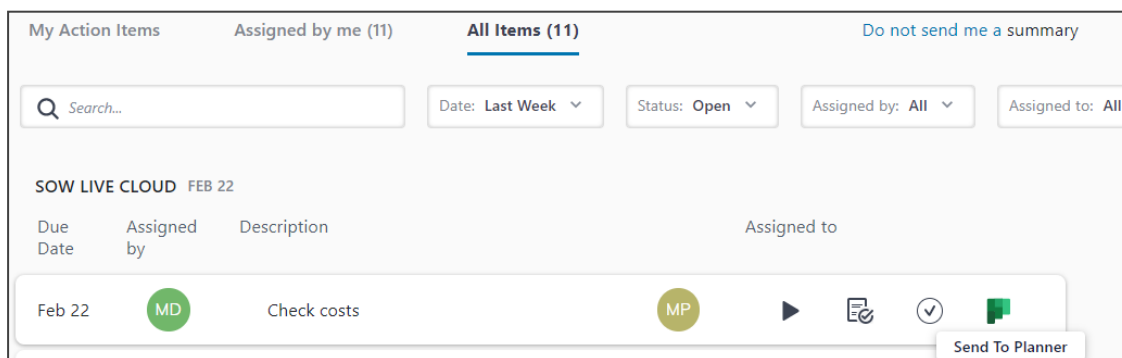 My Action Items Assigned by me (11) All Items (11) Do not send me a summary
Search... Date: Last Week Status: Open Assigned by: All Assigned to: All
SOW LIVE CLOUD FEB 22
Due Date Assigned by Description Assigned to
Feb 22 MD Check costs MP
Send To Planner